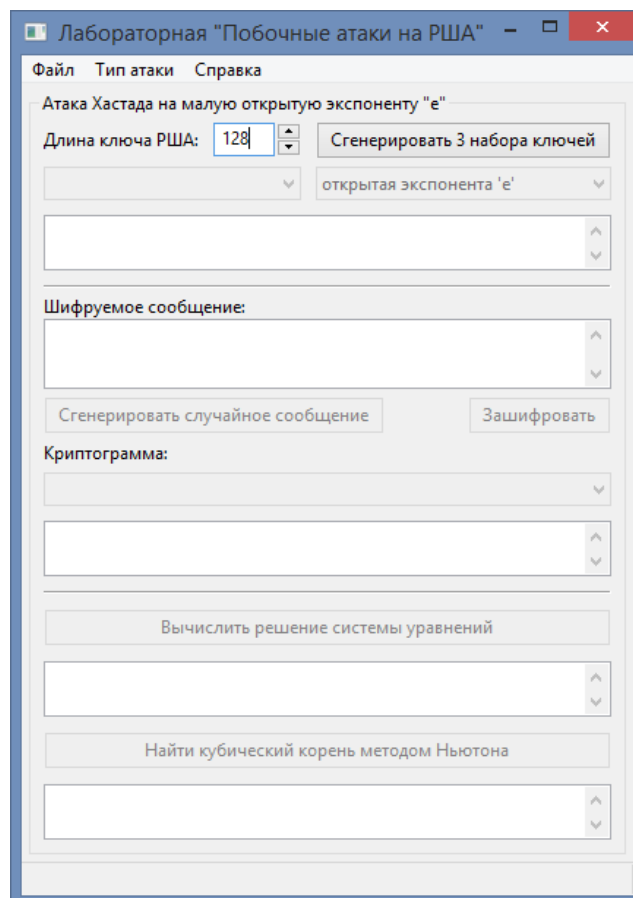 Лабораторная "Побочные атаки на РША"
Файл Тип атаки Справка
Атака Хастада на малую открытую экспоненту "е"
Длина ключа РША: 128 Сгенерировать 3 набора ключей
открытая экспонента 'е'
Шифруемое сообщение:
Сгенерировать случайное сообщение Зашифровать
Криптограмма:
Вычислить решение системы уравнений
Найти кубический корень методом Ньютона